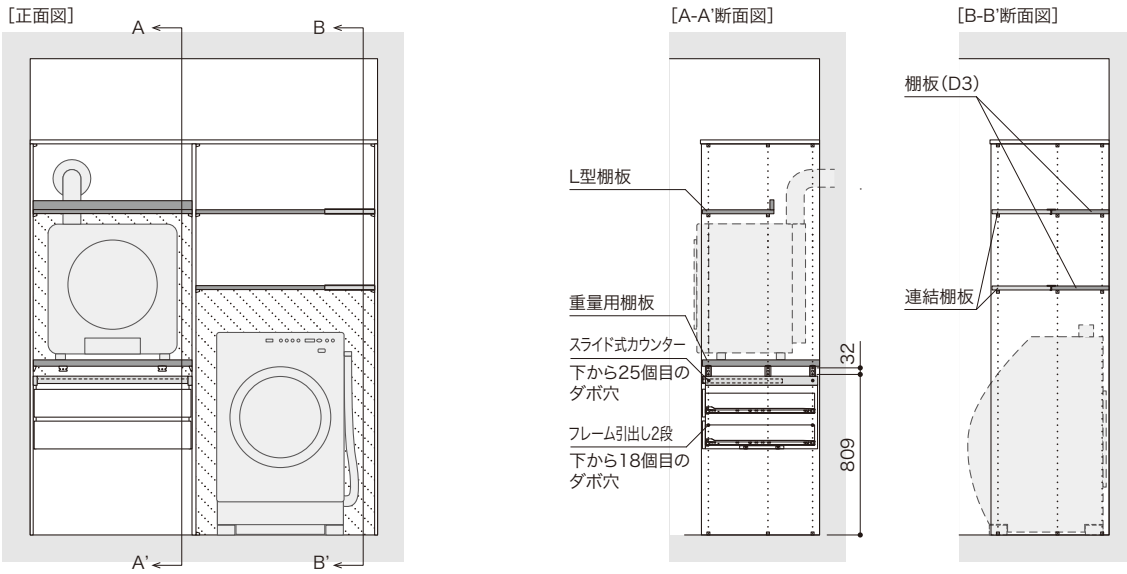 [正面図]
A
B
A'
B'
[A-A'断面図]
L型棚板
重量用棚板
スライド式カウンター
下から25個目の
ダボ穴
フレーム引出し2段
下から18個目の
ダボ穴
32
809
[B-B'断面図]
棚板(D3)
連結棚板